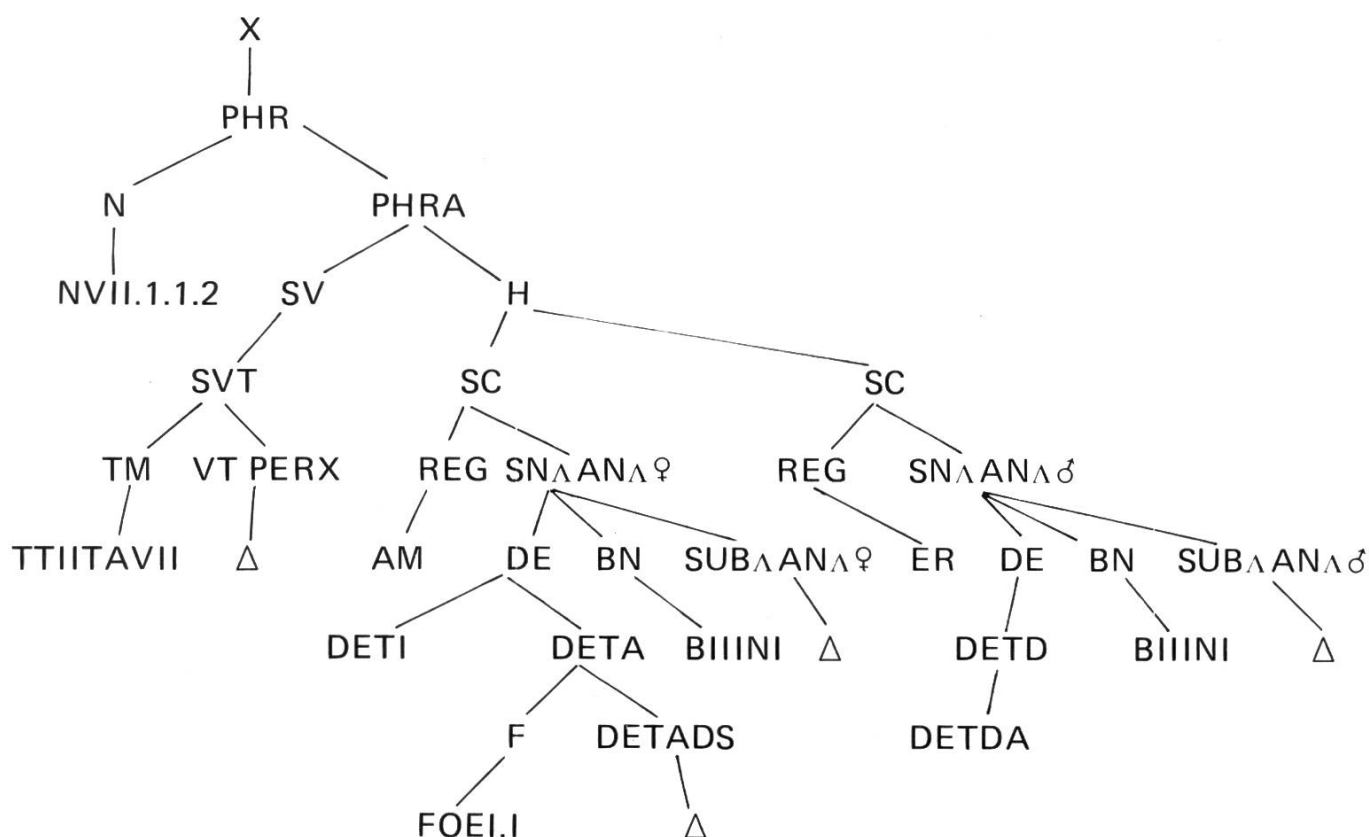 X
PHR
N PHRA
NVII.1.1.2 SV H
SVT SC SC
TM VT PERX REG SN∧AN∧♀ REG SN∧AN∧♂
TTIITAVII Δ AM DE BN SUB∧AN∧♀ ER DE BN SUB∧AN∧♂
DETI DETA BIIINI Δ DETD BIIINI Δ
F DETADS DETDA
FOEI.I Δ